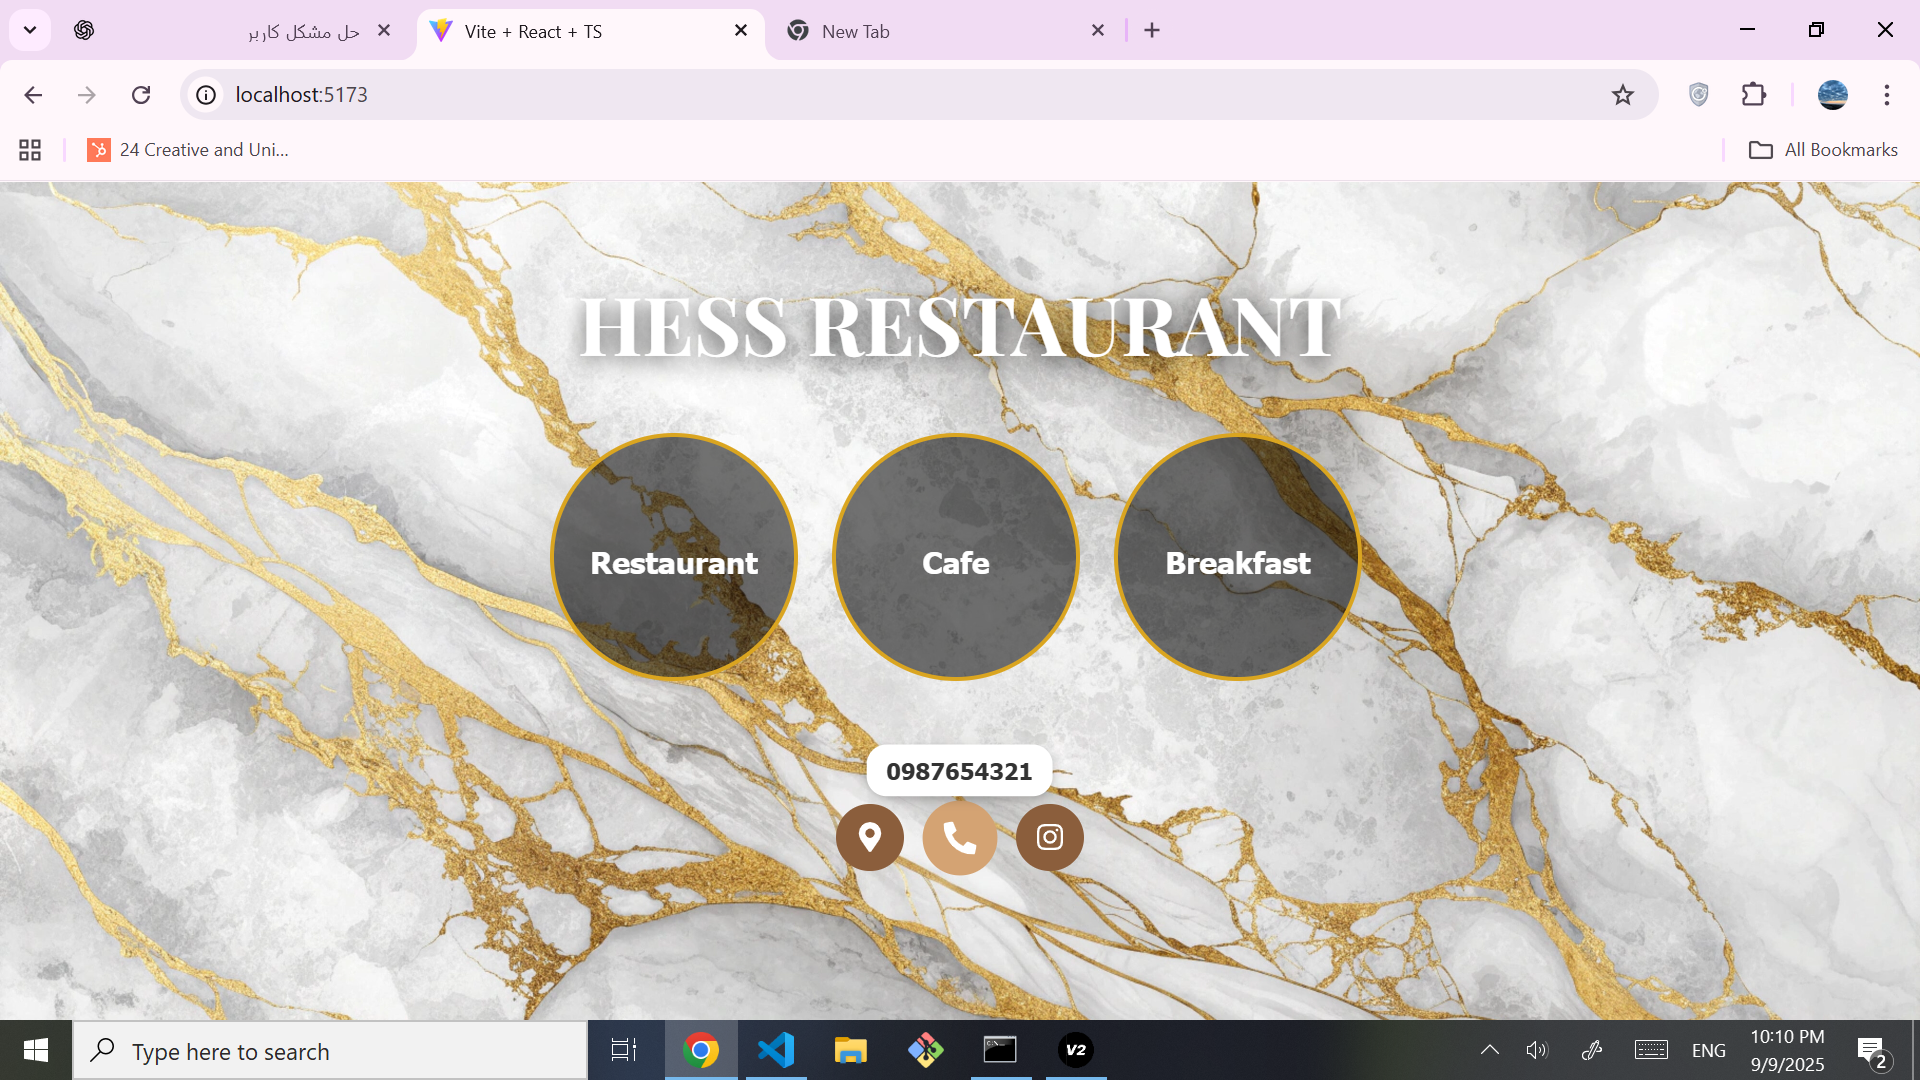 حل مشکل کاربر
Vite + React + TS
New Tab
localhost:5173
24 Creative and Uni...
All Bookmarks
HESS RESTAURANT
Restaurant
Cafe
Breakfast
0987654321
Type here to search
V2
ENG
10:10 PM
9/9/2025
2